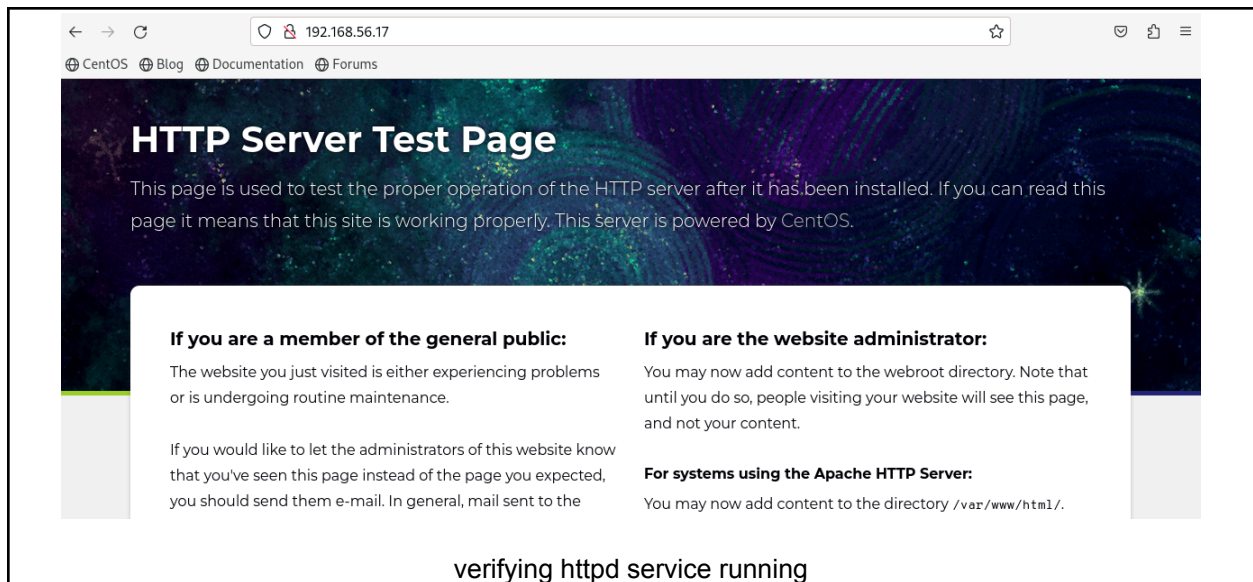 192.168.56.17
CentOS Blog Documentation Forums
HTTP Server Test Page
This page is used to test the proper operation of the HTTP server after it has been installed. If you can read this
page it means that this site is working properly. This server is powered by CentOS.
If you are a member of the general public:
The website you just visited is either experiencing problems
or is undergoing routine maintenance.
If you would like to let the administrators of this website know
that you've seen this page instead of the page you expected,
you should send them e-mail. In general, mail sent to the
If you are the website administrator:
You may now add content to the webroot directory. Note that
until you do so, people visiting your website will see this page,
and not your content.
For systems using the Apache HTTP Server:
You may now add content to the directory /var/www/html/.
verifying httpd service running